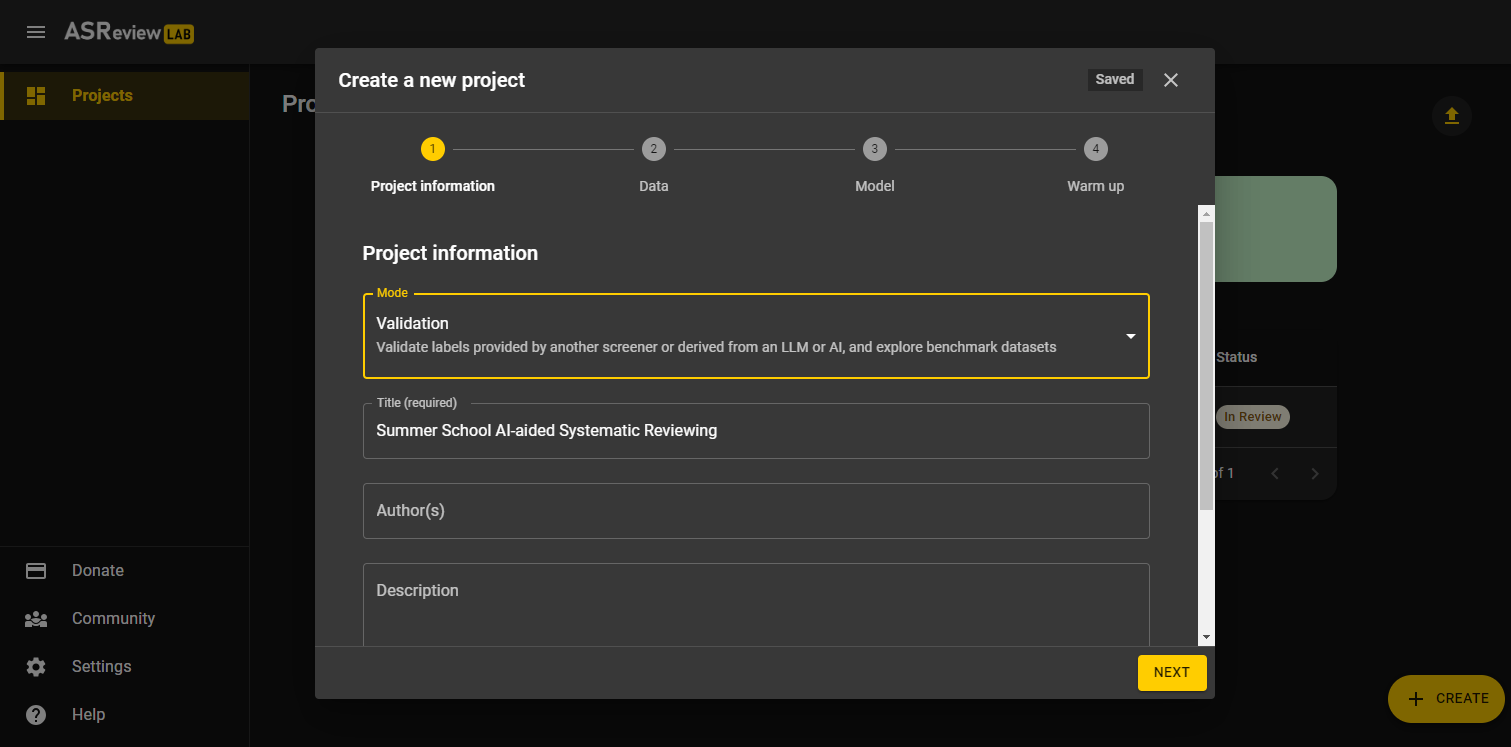 ASReview LAB
Projects
Donate
Community
Settings
Help
Create a new project
Saved
1
2
3
4
Project information
Data
Model
Warm up
Project information
Mode
Validation
Validate labels provided by another screener or derived from an LLM or AI, and explore benchmark datasets
Title (required)
Summer School AI-aided Systematic Reviewing
Author(s)
Description
NEXT
Status
In Review
of 1
CREATE